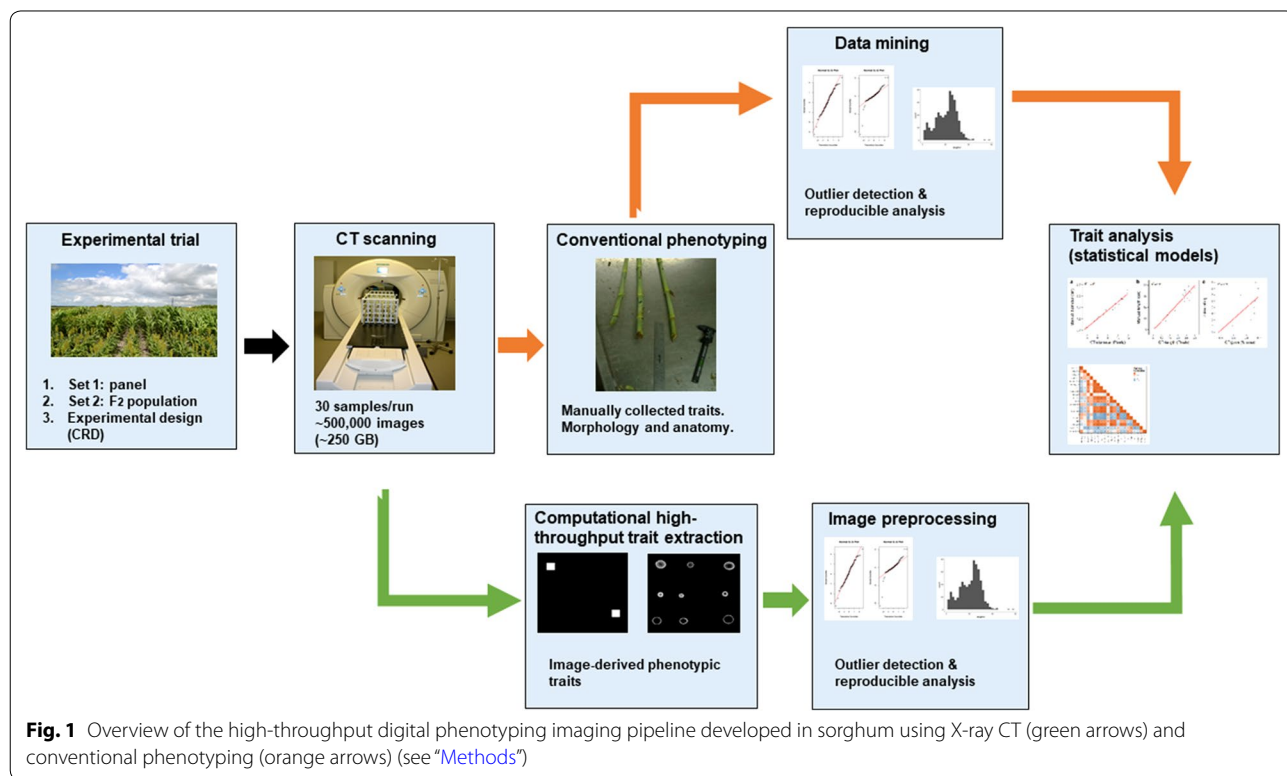 Data mining
Outlier detection &
reproducible analysis
Experimental trial
1. Set 1: panel
2. Set 2: F2 population
3. Experimental design
(CRD)
CT scanning
30 samples/run
~500,000 images
(~250 GB)
Conventional phenotyping
Manually collected traits.
Morphology and anatomy.
Trait analysis
(statistical models)
Computational high-
throughput trait extraction
Image-derived phenotypic
traits
Image preprocessing
Outlier detection &
reproducible analysis
Fig. 1 Overview of the high-throughput digital phenotyping imaging pipeline developed in sorghum using X-ray CT (green arrows) and
conventional phenotyping (orange arrows) (see “Methods”)